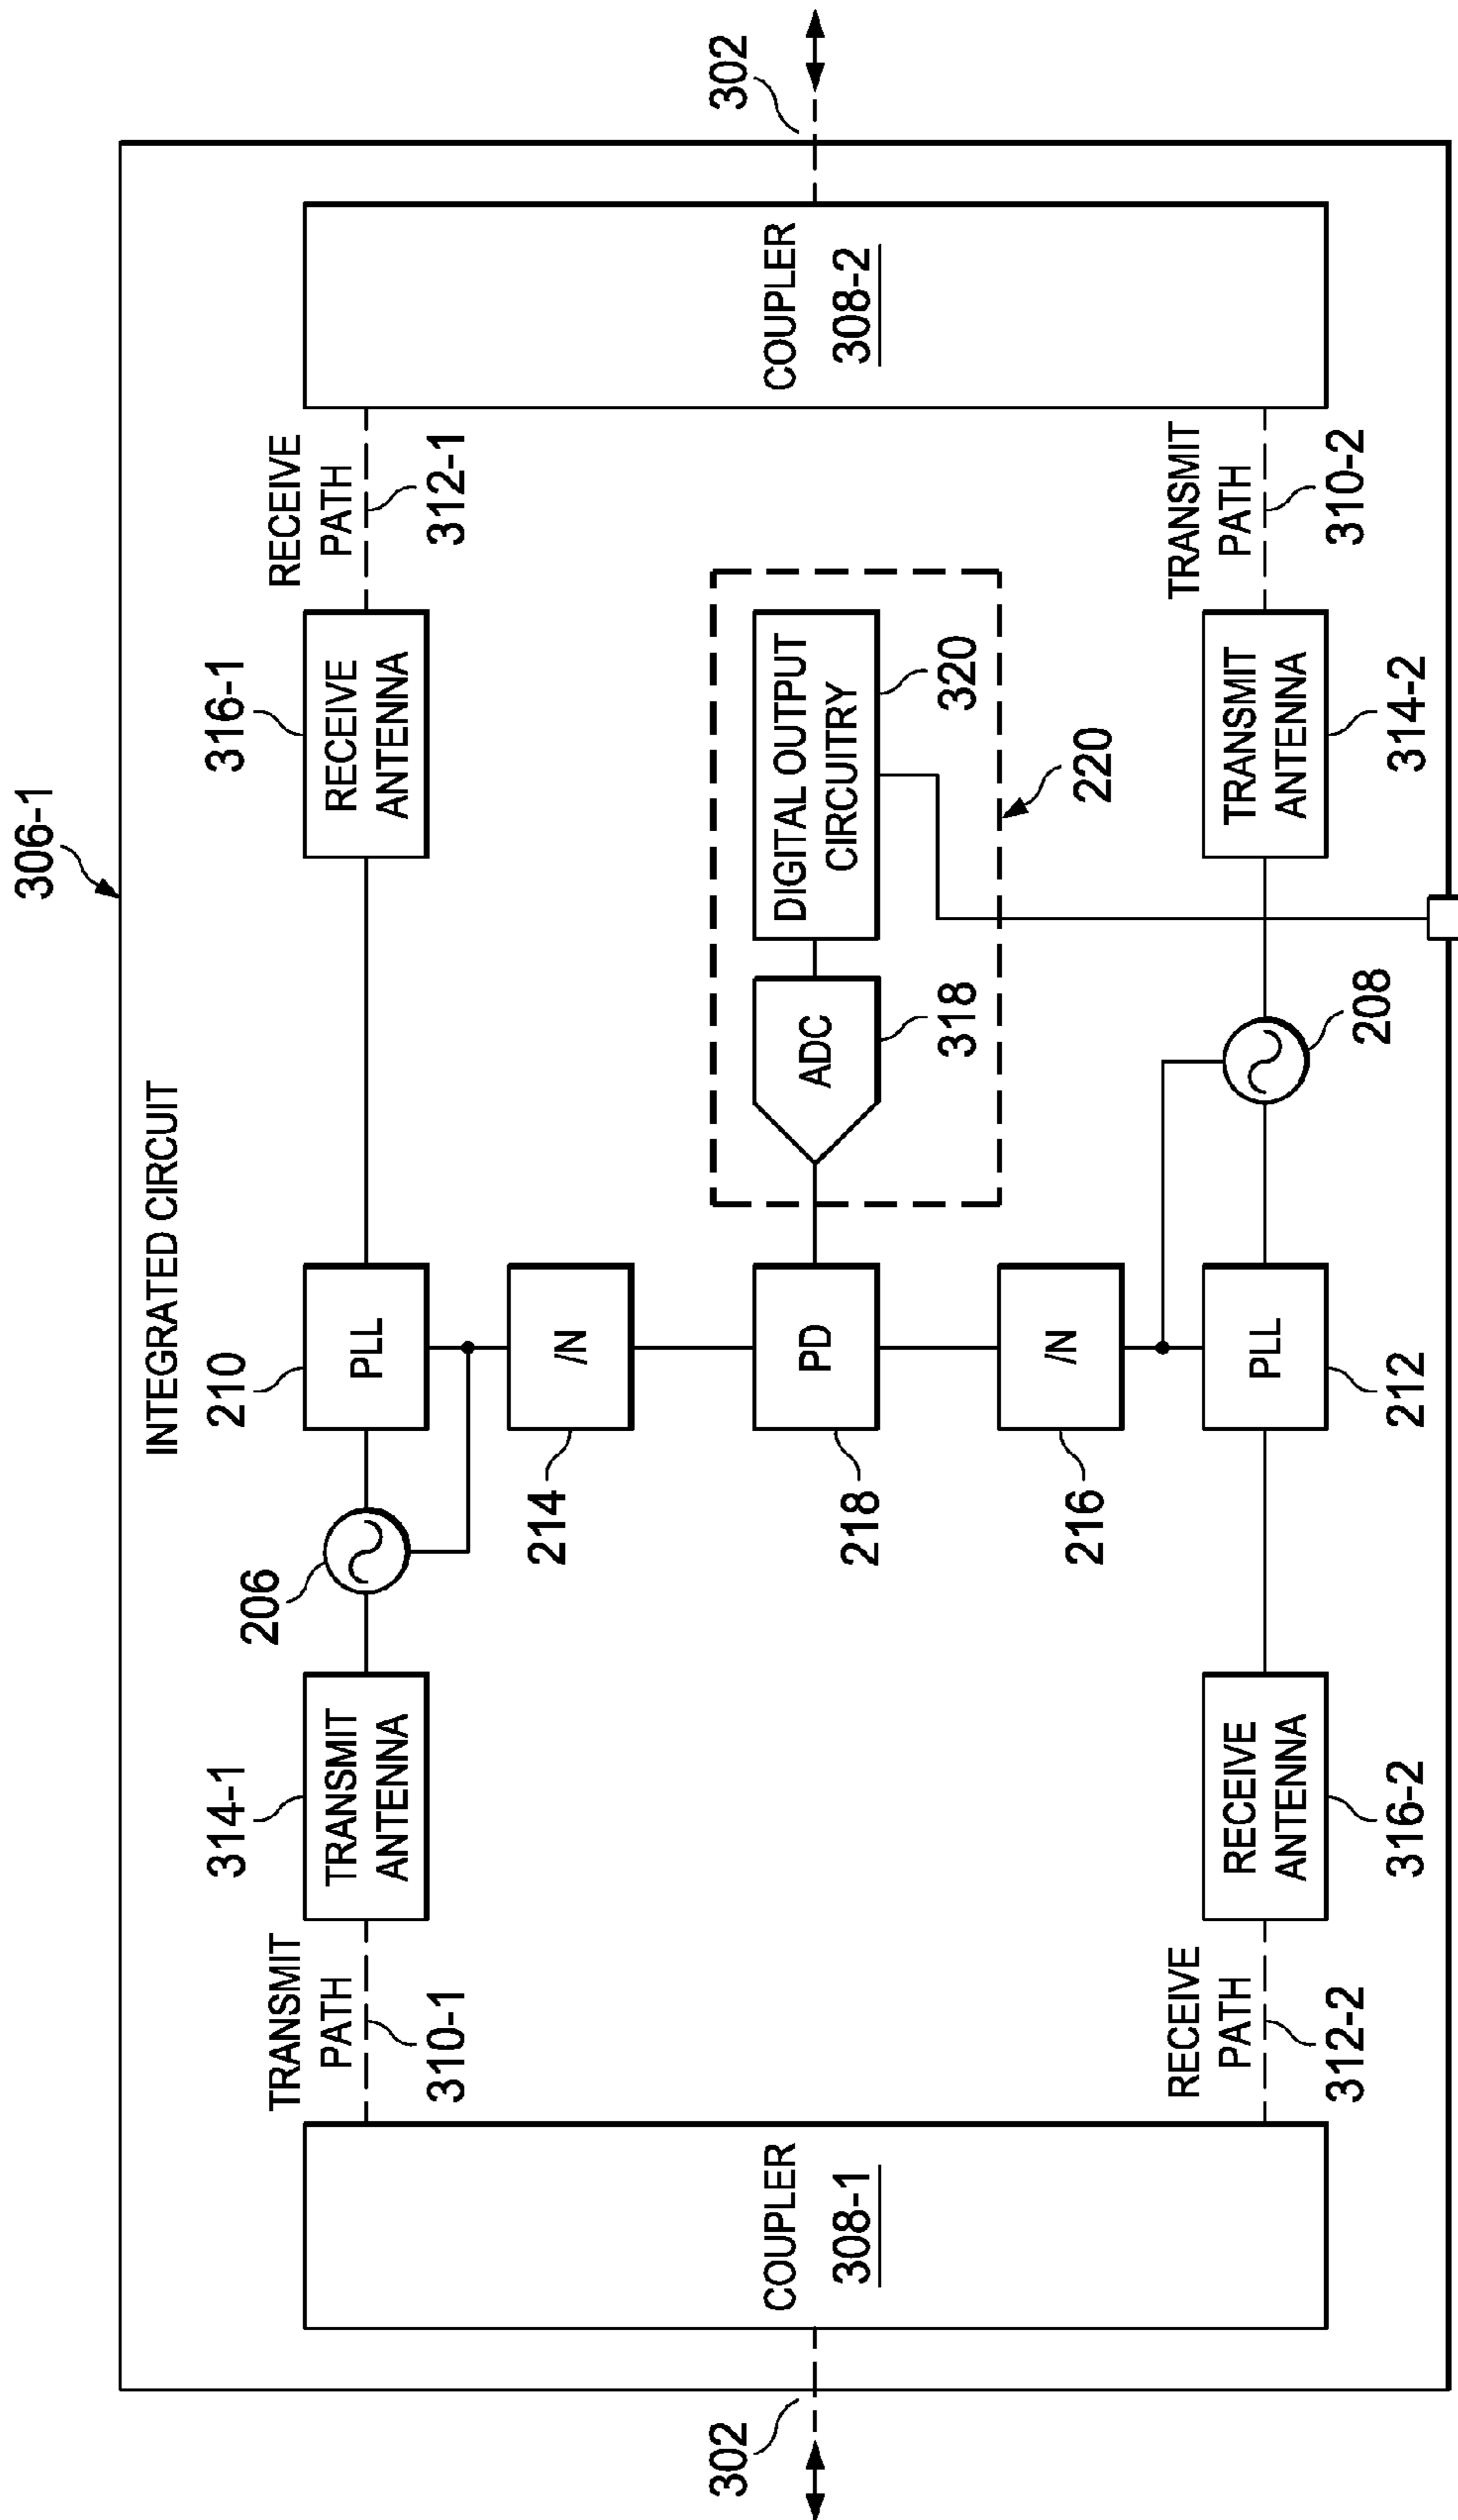 306-1
INTEGRATED CIRCUIT
314-1
206
210
316-1
TRANSMIT
PATH
TRANSMIT
ANTENNA
PLL
RECEIVE
ANTENNA
RECEIVE
PATH
310-1
312-1
/N
214
302
COUPLER
308-1
PD
218
ADC
318
DIGITAL OUTPUT
CIRCUITRY
320
COUPLER
308-2
302
/N
216
220
RECEIVE
PATH
RECEIVE
ANTENNA
PLL
TRANSMIT
ANTENNA
TRANSMIT
PATH
312-2
316-2
212
208
314-2
310-2